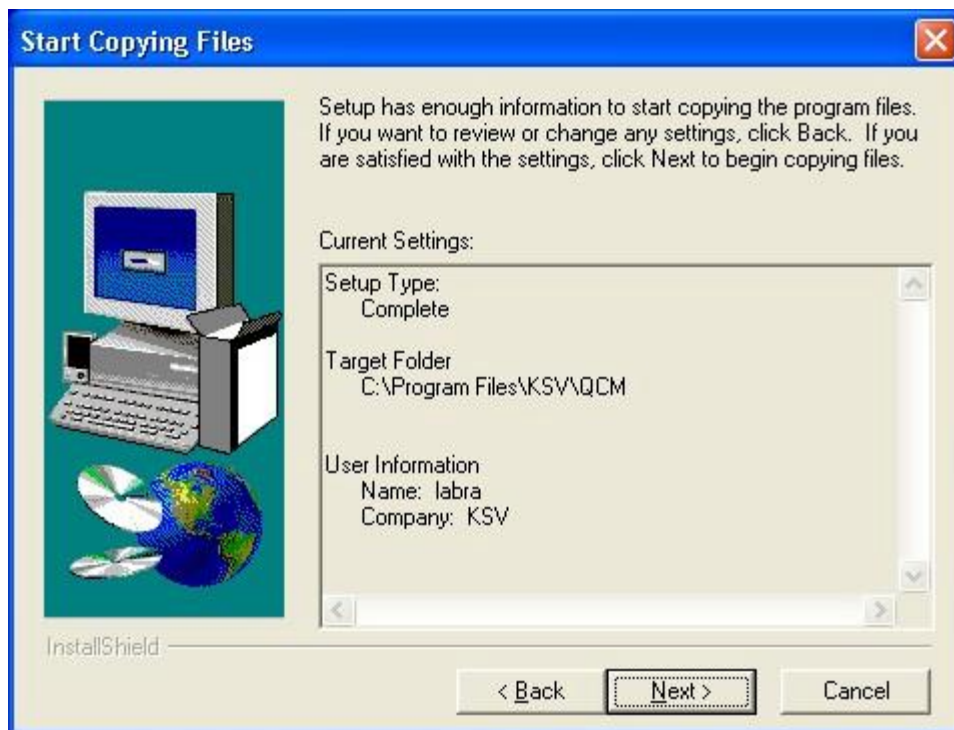 Start Copying Files
Setup has enough information to start copying the program files.
If you want to review or change any settings, click Back. If you
are satisfied with the settings, click Next to begin copying files.
Current Settings:
Setup Type:
Complete
Target Folder
C:\Program Files\KSV\QCM
User Information
Name: labra
Company: KSV
InstallShield
< Back
Next >
Cancel